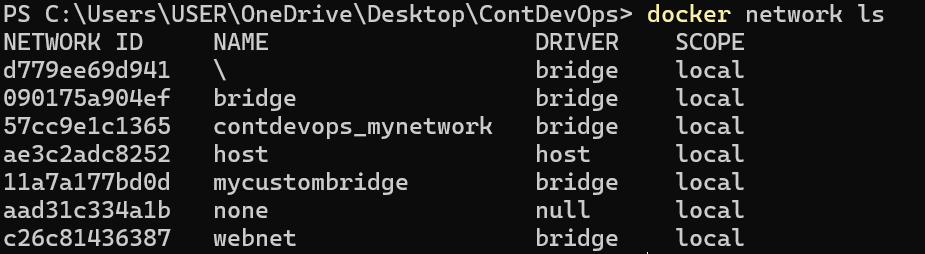 PS C:\Users\USER\OneDrive\Desktop\ContDevOps> docker network ls
NETWORK ID     NAME                   DRIVER    SCOPE
d779ee69d941   \                      bridge    local
090175a904ef   bridge                 bridge    local
57cc9e1c1365   contdevops_mynetwork   bridge    local
ae3c2adc8252   host                   host      local
11a7a177bd0d   mycustombridge         bridge    local
aad31c334a1b   none                   null      local
c26c81436387   webnet                 bridge    local